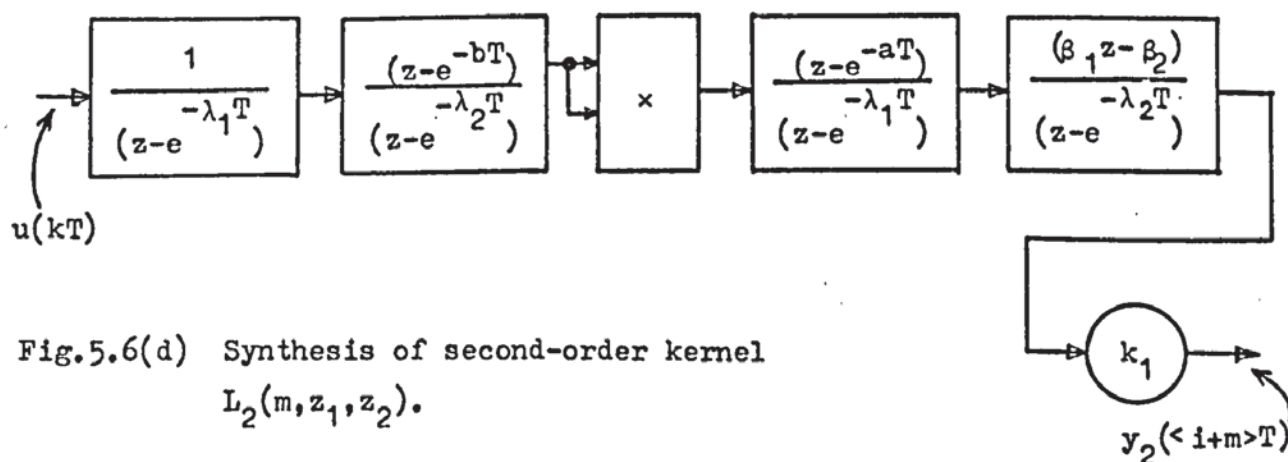 1 / (z-e^{-λ₁T})
(z-e^{-bT}) / (z-e^{-λ₂T})
×
(z-e^{-aT}) / (z-e^{-λ₁T})
(β₁z-β₂) / (z-e^{-λ₂T})
u(kT)
k₁
Fig.5.6(d) Synthesis of second-order kernel
L₂(m,z₁,z₂).
y₂(<i+m>T)